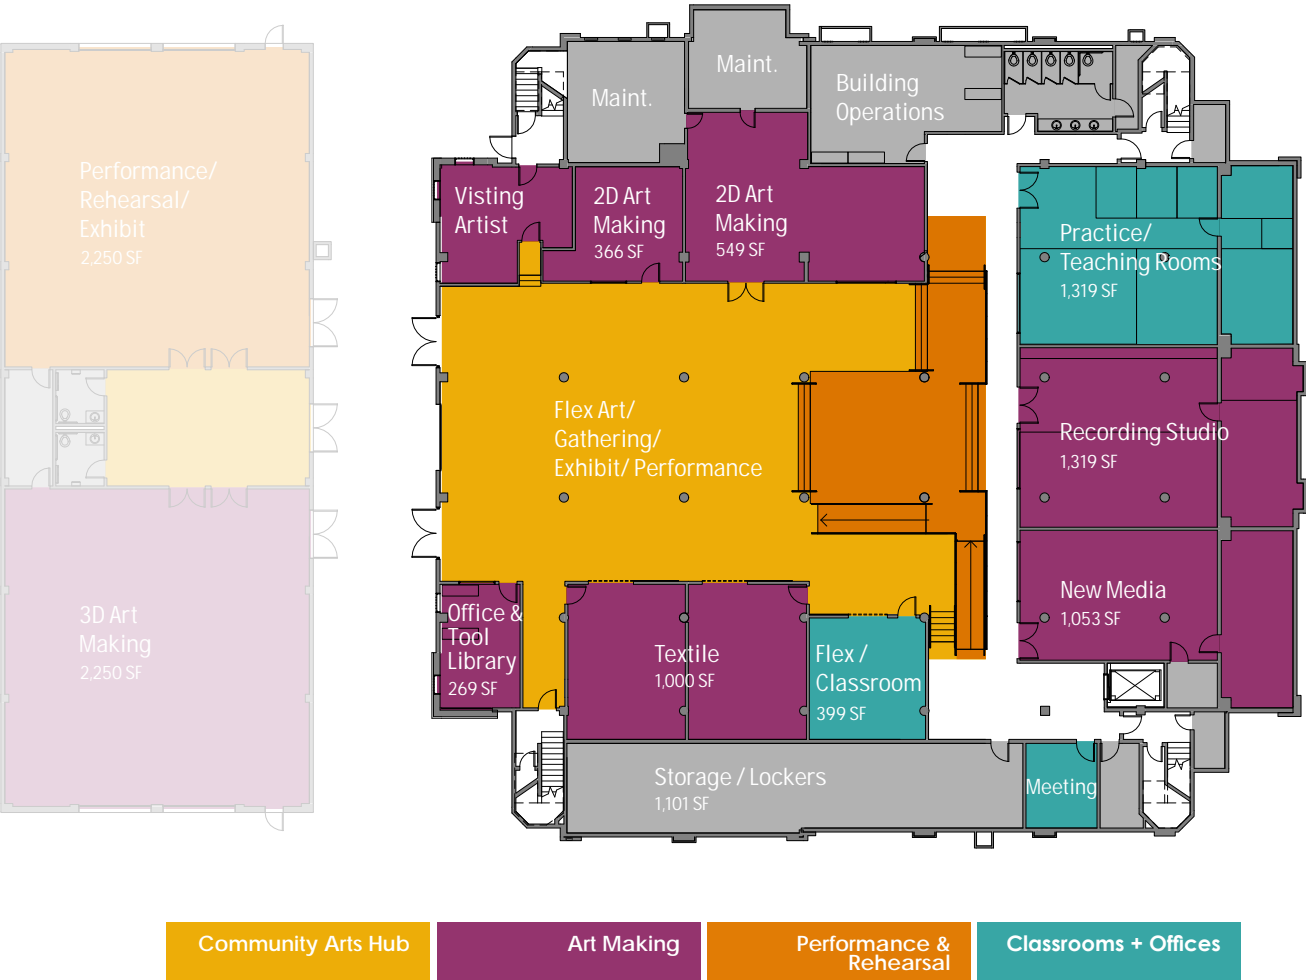 Performance/
Rehearsal/
Exhibit
2,250 SF
3D Art
Making
2,250 SF
Maint.
Maint.
Building
Operations
Visting
Artist
2D Art
Making
366 SF
2D Art
Making
549 SF
Practice/
Teaching Rooms
1,319 SF
Flex Art/
Gathering/
Exhibit/ Performance
Recording Studio
1,319 SF
New Media
1,053 SF
Office &
Tool
Library
269 SF
Textile
1,000 SF
Flex /
Classroom
399 SF
Storage / Lockers
1,101 SF
Meeting
Community Arts Hub
Art Making
Performance &
Rehearsal
Classrooms + Offices